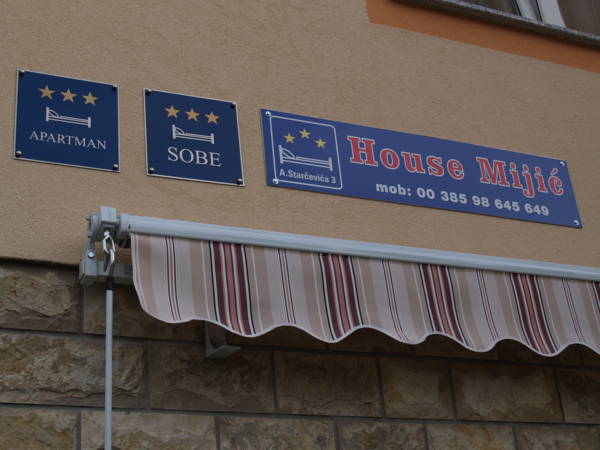 APARTMAN
SOBE
A.Starčevića 3
House Mijić
mob: 00 385 98 645 649